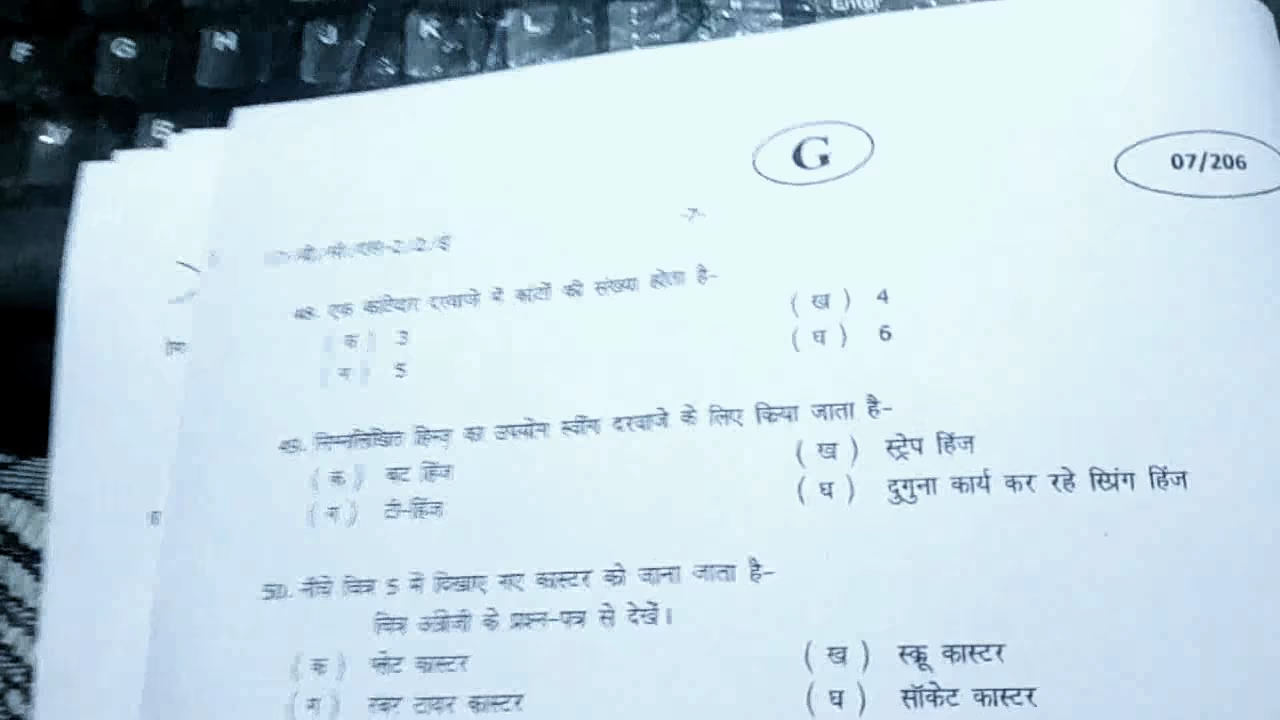 F G H J K L Enter
V B
G
07/206
-7-
48. एक कांटेदार दरवाजे में कांटों की संख्या होता है-
( क ) 3 ( ख ) 4
( ग ) 5 ( घ ) 6
49. निम्नलिखित हिन्ज का उपयोग स्वींग दरवाजे के लिए किया जाता है-
( क ) बट हिंज ( ख ) स्ट्रेप हिंज
( ग ) टी-हिंज ( घ ) दुगुना कार्य कर रहे स्प्रिंग हिंज
50. नीचे चित्र 5 में दिखाए गए कास्टर को जाना जाता है-
चित्र अंग्रेजी के प्रश्न-पत्र से देखें।
( क ) प्लेट कास्टर ( ख ) स्क्रू कास्टर
( ग ) रबर टायर कास्टर ( घ ) सॉकेट कास्टर